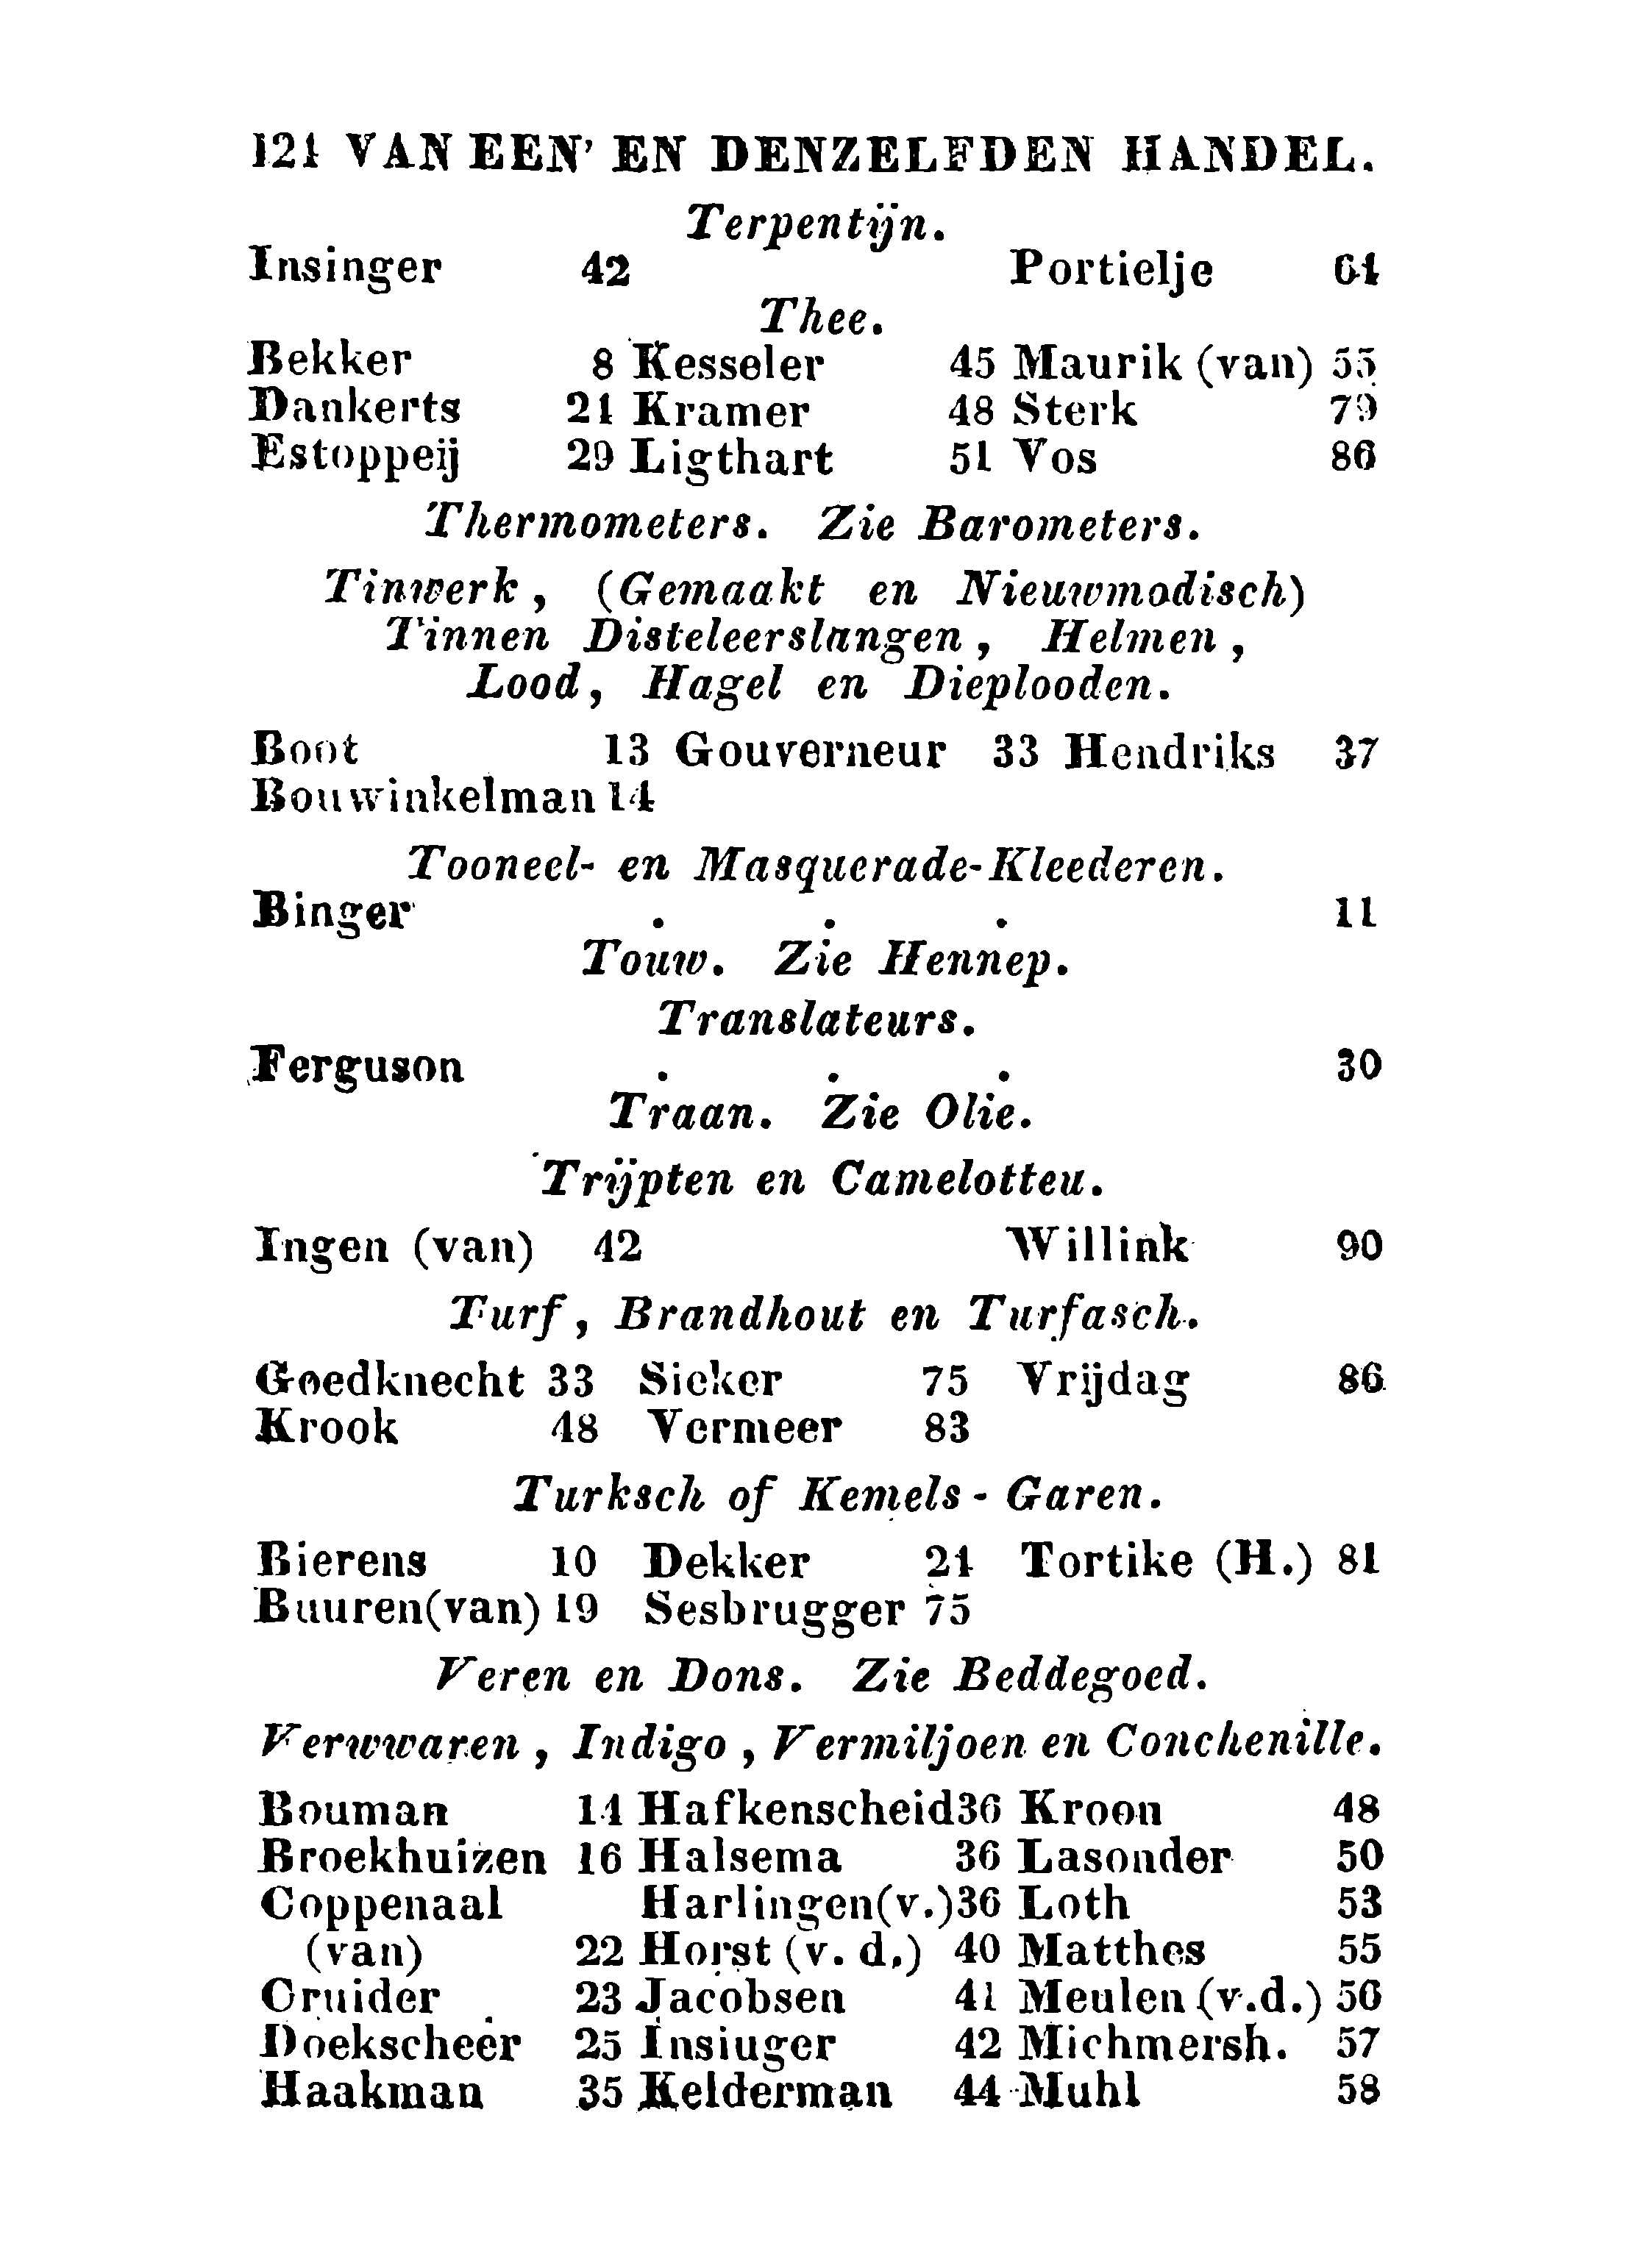 124 VAN EEN' EN DENZELFDEN HANDEL.
Terpentijn.
Insinger 42 Portielje 64
Thee.
Bekker 8 Kesseler 45 Maurik (van) 55
Dankerts 24 Kramer 48 Sterk 79
Estoppeij 29 Ligthart 51 Vos 86
Thermometers. Zie Barometers.
Tinwerk, (Gemaakt en Nieuwmodisch)
Tinnen Disteleerslangen, Helmen,
Lood, Hagel en Dieplooden.
Boot 13 Gouverneur 33 Hendriks 37
Bouwinkelman 14
Tooneel- en Masquerade-Kleederen.
Binger . . . 11
Touw. Zie Hennep.
Translateurs.
Ferguson . . . 30
Traan. Zie Olie.
Trijpten en Camelotten.
Ingen (van) 42 Willink 90
Turf, Brandhout en Turfasch.
Goedknecht 33 Sieker 75 Vrijdag 86
Krook 48 Vermeer 83
Turksch of Kemels-Garen.
Bierens 10 Dekker 24 Tortike (H.) 81
Buuren (van) 19 Sesbrugger 75
Veren en Dons. Zie Beddegoed.
Verwwaren, Indigo, Vermiljoen en Conchenille.
Bouman 14 Hafkenscheid 36 Kroon 48
Broekhuizen 16 Halsema 36 Lasonder 50
Coppenaal Harlingen (v.) 36 Loth 53
(van) 22 Horst (v. d.) 40 Matthes 55
Cruider 23 Jacobsen 41 Meulen (v.d.) 56
Doekscheer 25 Insinger 42 Michmersh. 57
Haakman 35 Kelderman 44 Muhl 58